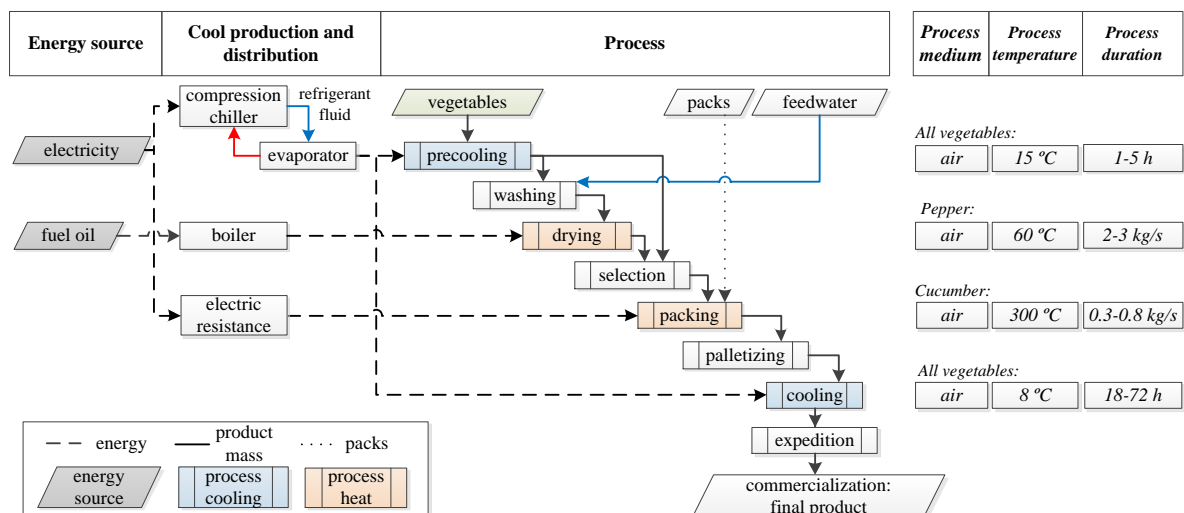 Energy source
Cool production and
distribution
Process
Process
medium
Process
temperature
Process
duration
compression
chiller
refrigerant
fluid
vegetables
packs
feedwater
electricity
evaporator
precooling
All vegetables:
air
15 ºC
1-5 h
washing
fuel oil
boiler
drying
Pepper:
air
60 ºC
2-3 kg/s
selection
electric
resistance
packing
Cucumber:
air
300 ºC
0.3-0.8 kg/s
palletizing
cooling
All vegetables:
air
8 ºC
18-72 h
expedition
commercialization:
final product
energy
product
mass
packs
energy
source
process
cooling
process
heat